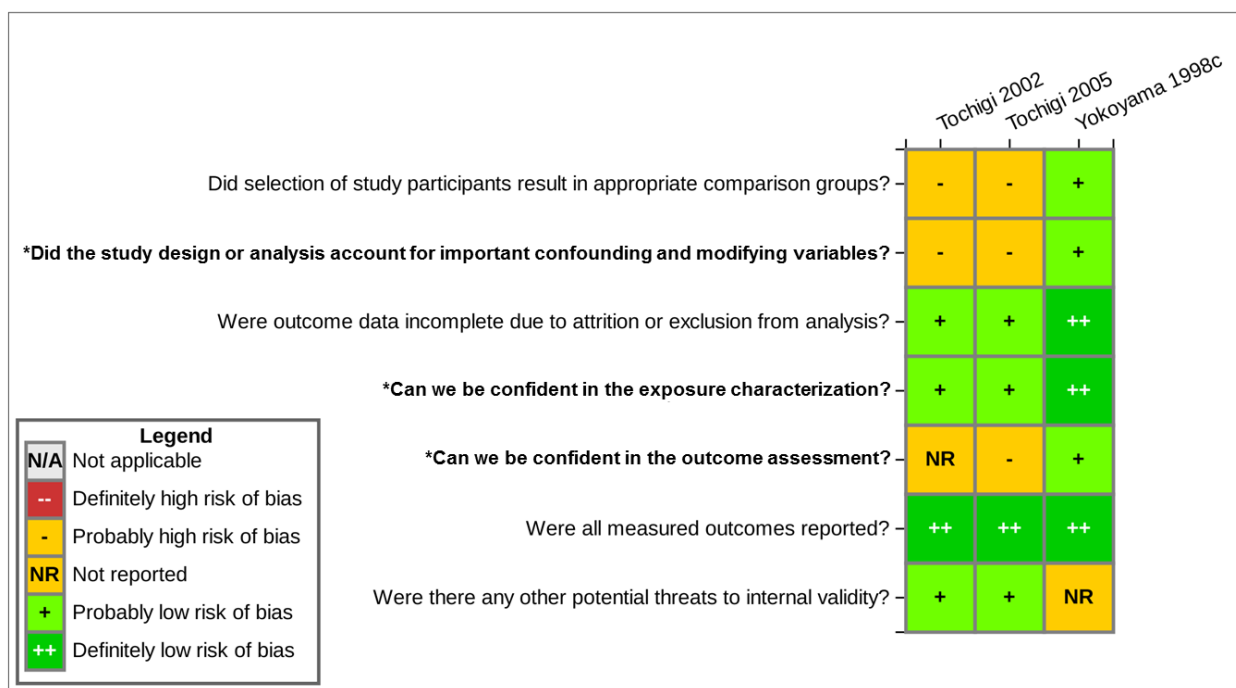 Tochigi 2002
Tochigi 2005
Yokoyama 1998c
Did selection of study participants result in appropriate comparison groups? - - +
*Did the study design or analysis account for important confounding and modifying variables? - - +
Were outcome data incomplete due to attrition or exclusion from analysis? + + ++
*Can we be confident in the exposure characterization? + + ++
*Can we be confident in the outcome assessment? NR - +
Were all measured outcomes reported? ++ ++ ++
Were there any other potential threats to internal validity? + + NR
Legend
N/A Not applicable
-- Definitely high risk of bias
- Probably high risk of bias
NR Not reported
+ Probably low risk of bias
++ Definitely low risk of bias